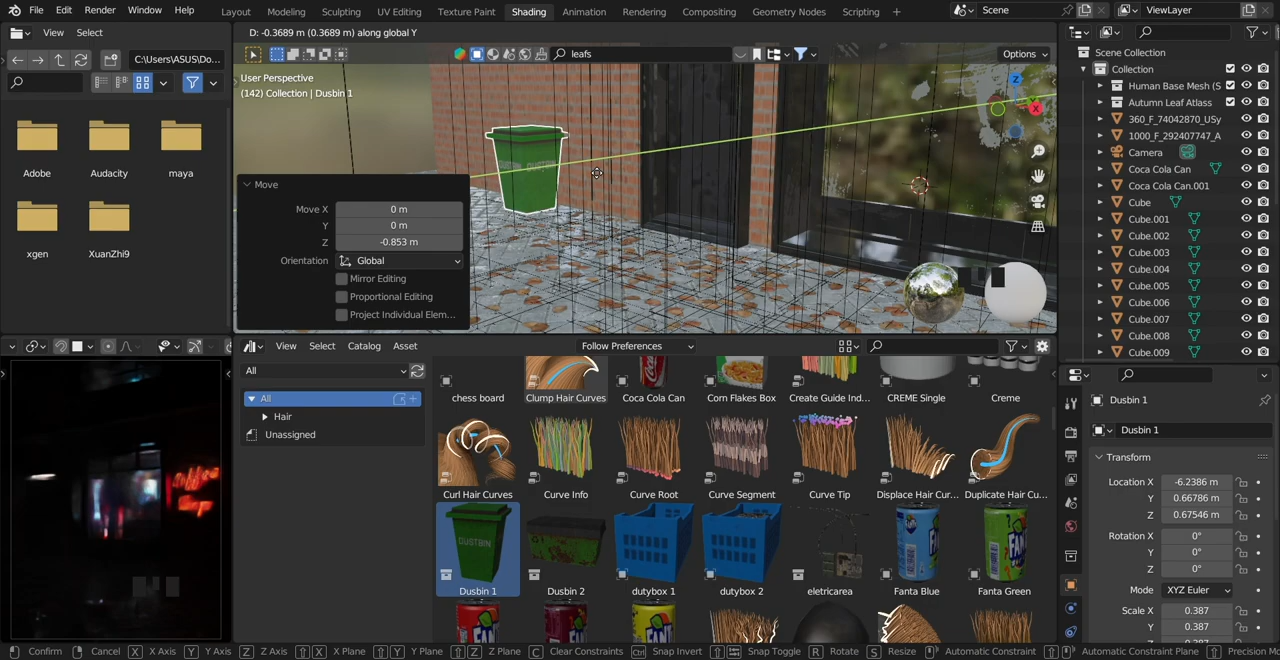 File Edit Render Window Help Layout Modeling Sculpting UV Editing Texture Paint Shading Animation Rendering Compositing Geometry Nodes Scripting + Scene ViewLayer
View Select
D: -0.3689 m (0.3689 m) along global Y
C:\Users\ASUS\Do...
leafs
Options
User Perspective
(142) Collection | Dusbin 1
Adobe Audacity maya
xgen XuanZhi9
Move
Move X 0 m
Y 0 m
Z -0.853 m
Orientation Global
Mirror Editing
Proportional Editing
Project Individual Elem...
DUSTBIN
Z
X
Scene Collection
Collection
Human Base Mesh (S
Autumn Leaf Atlass
360_F_74042870_USy
1000_F_292407747_A
Camera
Coca Cola Can
Coca Cola Can.001
Cube
Cube.001
Cube.002
Cube.003
Cube.004
Cube.005
Cube.006
Cube.007
Cube.008
Cube.009
View Select Catalog Asset Follow Preferences
All
All
Hair
Unassigned
chess board Clump Hair Curves Coca Cola Can Corn Flakes Box Create Guide Ind... CREME Single Creme
Curl Hair Curves Curve Info Curve Root Curve Segment Curve Tip Displace Hair Cur... Duplicate Hair Cu...
DUSTBIN
Dusbin 1 Dusbin 2 dutybox 1 dutybox 2 eletricarea Fanta Blue Fanta Green
Dusbin 1
Dusbin 1
Transform
Location X -6.2386 m
Y 0.66786 m
Z 0.67546 m
Rotation X 0°
Y 0°
Z 0°
Mode XYZ Euler
Scale X 0.387
Y 0.387
Confirm Cancel X X Axis Y Y Axis Z Z Axis X X Plane Y Y Plane Z Z Plane C Clear Constraints Ctrl Snap Invert Snap Toggle R Rotate S Resize Automatic Constraint Automatic Constraint Plane Precision Mo